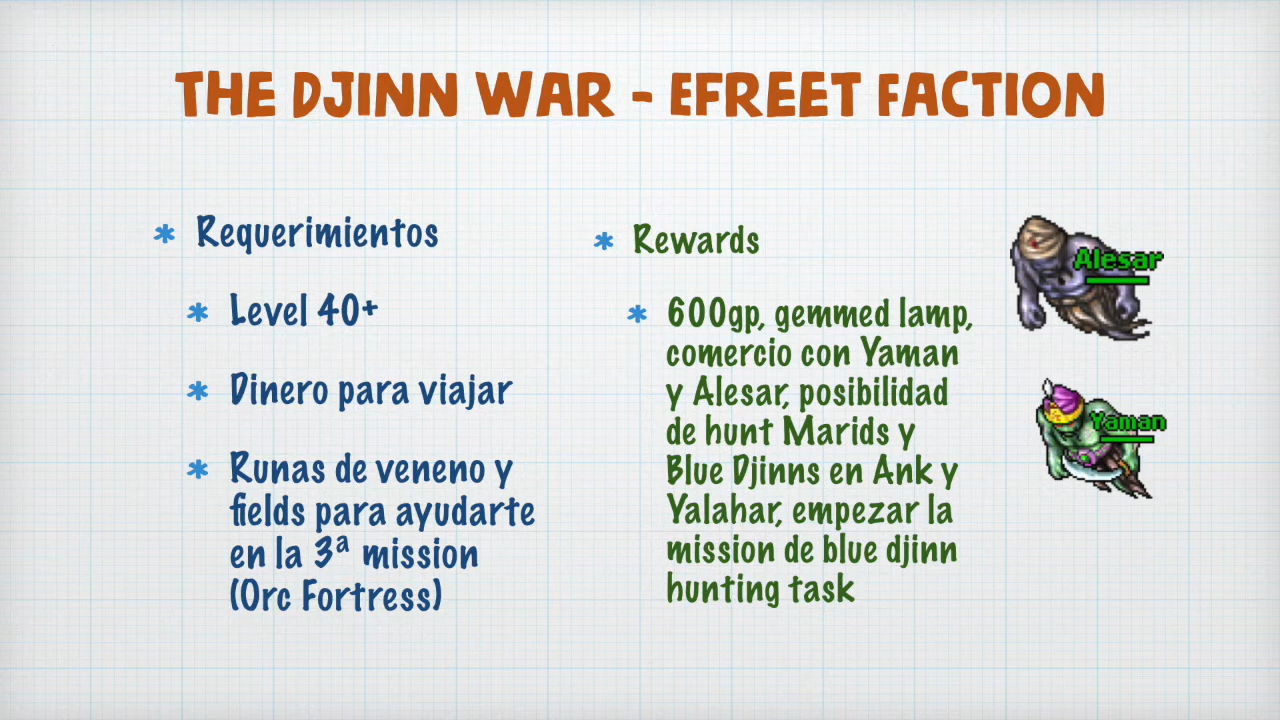 THE DJINN WAR - EFREET FACTION
* Requerimientos
* Level 40+
* Dinero para viajar
* Runas de veneno y
fields para ayudarte
en la 3ª mission
(Orc Fortress)
* Rewards
* 600gp, gemmed lamp,
comercio con Yaman
y Alesar, posibilidad
de hunt Marids y
Blue Djinns en Ank y
Yalahar, empezar la
mission de blue djinn
hunting task
Alesar
Yaman